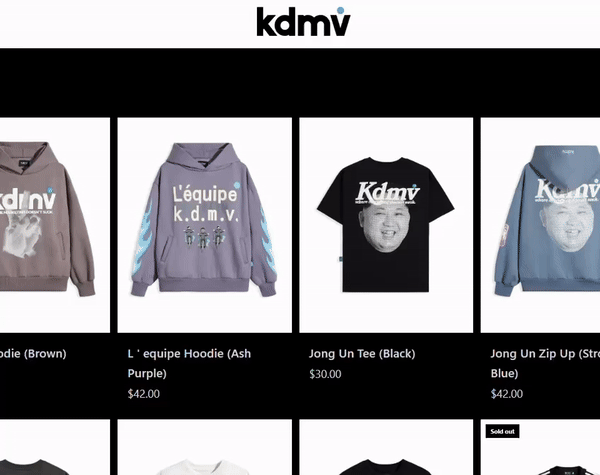 kdmv
kdmv
L'équipe
k.d.m.v.
Kdmv
Kdmv
odie (Brown)
L ' equipe Hoodie (Ash
Purple)
$42.00
Jong Un Tee (Black)
$30.00
Jong Un Zip Up (Stro
Blue)
$42.00
Sold out